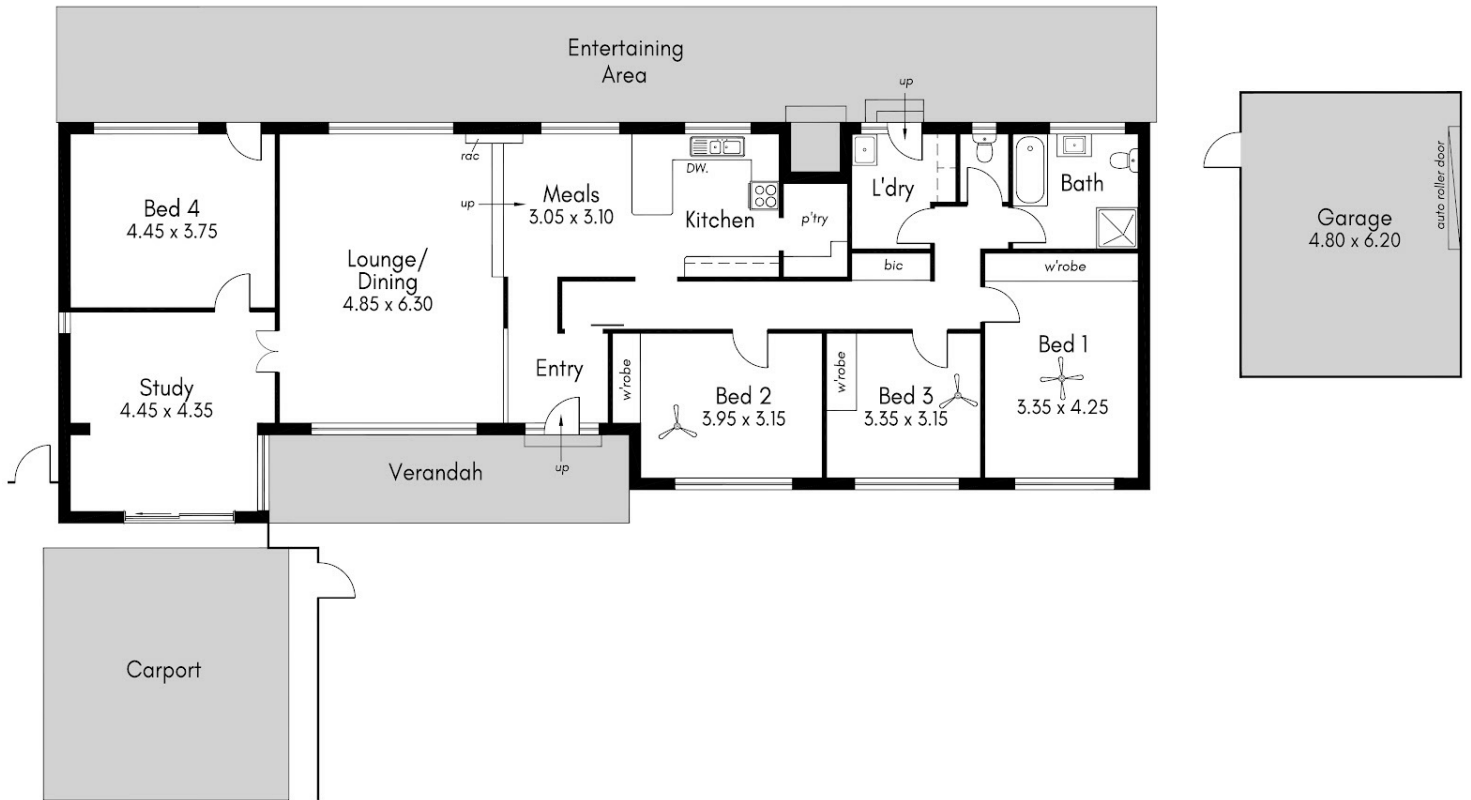 Entertaining
Area
up
rac
Bed 4
4.45 x 3.75
Lounge/
Dining
4.85 x 6.30
up
Meals
3.05 x 3.10
DW.
Kitchen
p'try
L'dry
Bath
bic
w'robe
Study
4.45 x 4.35
Entry
w'robe
Bed 2
3.95 x 3.15
w'robe
Bed 3
3.35 x 3.15
Bed 1
3.35 x 4.25
Verandah
up
Carport
Garage
4.80 x 6.20
auto roller door